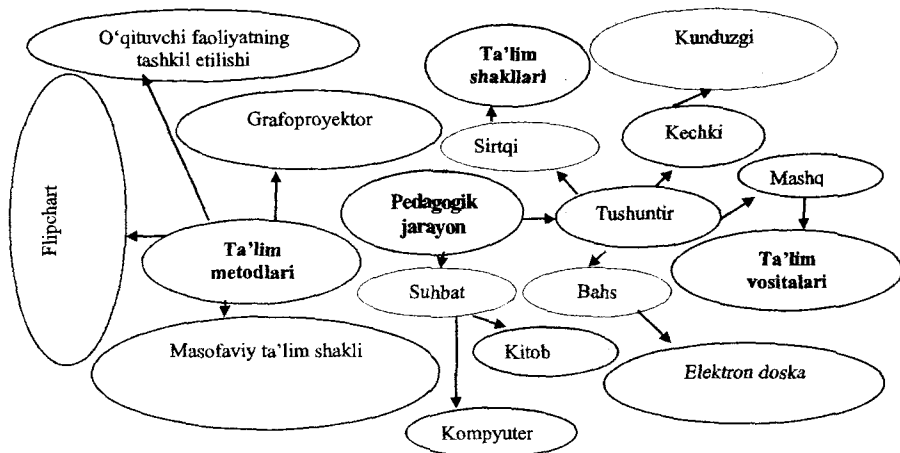 O‘qituvchi faoliyatning
tashkil etilishi
Ta’lim
shakllari
Kunduzgi
Grafoproyektor
Sirtqi
Kechki
Mashq
Flipchart
Pedagogik
jarayon
Tushuntir
Ta’lim
metodlari
Ta’lim
vositalari
Suhbat
Bahs
Masofaviy ta’lim shakli
Kitob
Elektron doska
Kompyuter